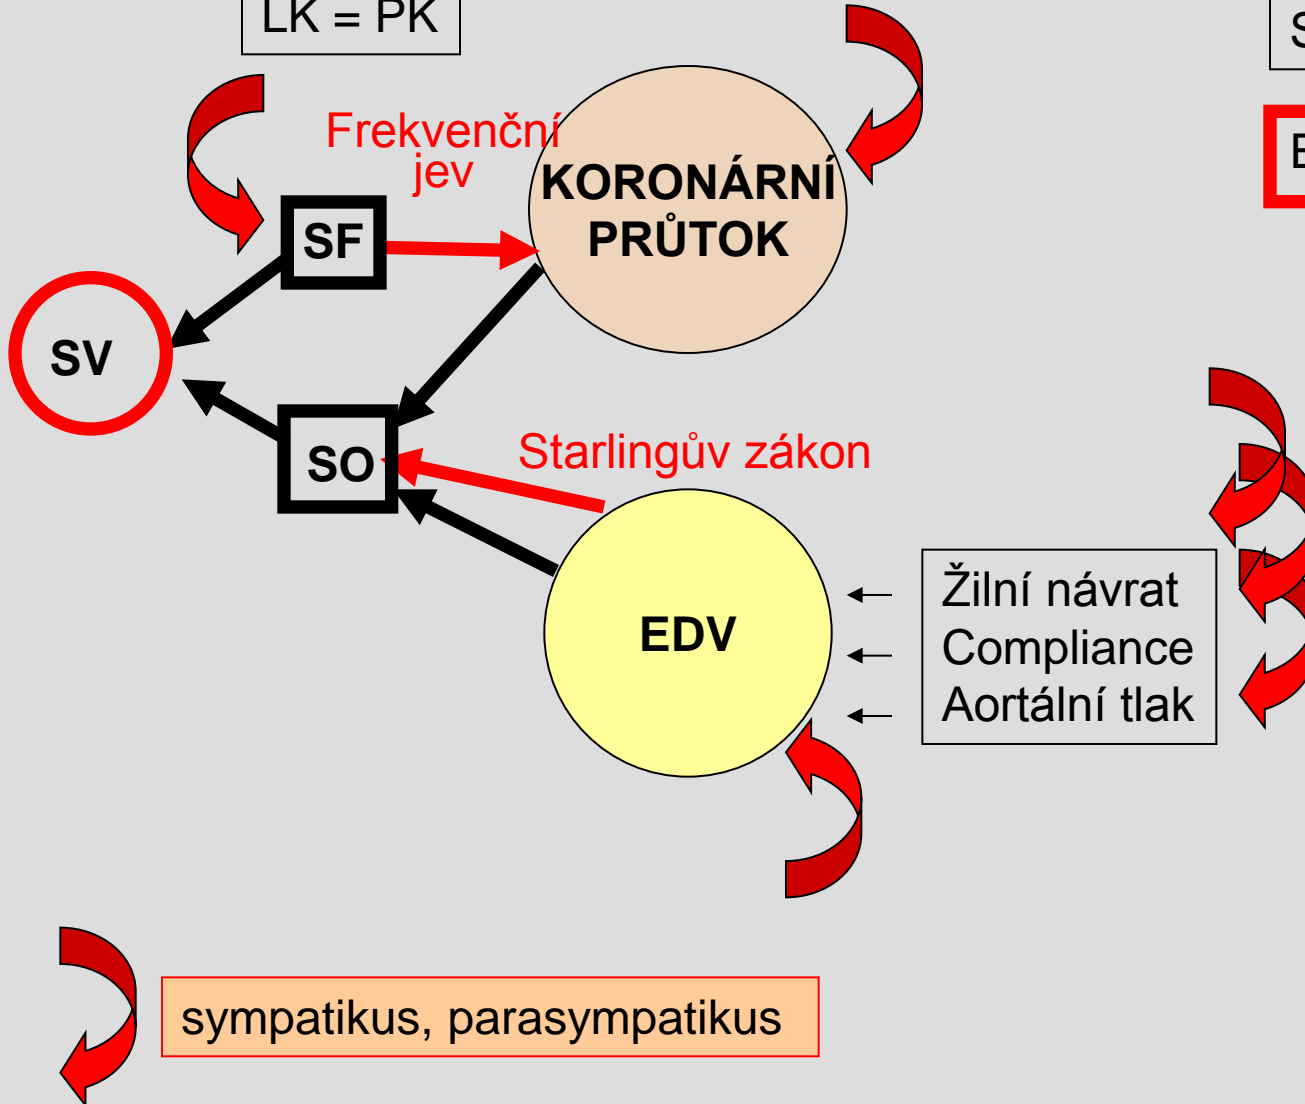 LK = PK
Frekvenční
jev
KORONÁRNÍ
PRŮTOK
SF
SV
SO
Starlingův zákon
EDV
Žilní návrat
Compliance
Aortální tlak
sympatikus, parasympatikus